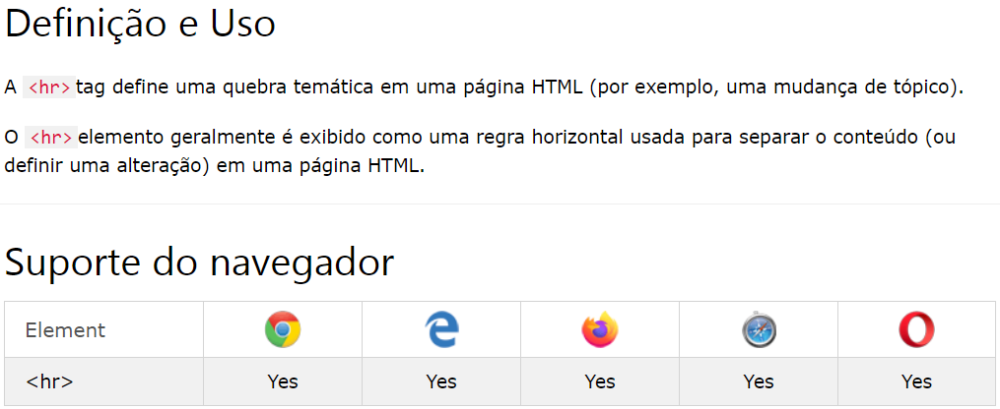 Definição e Uso
A <hr>tag define uma quebra temática em uma página HTML (por exemplo, uma mudança de tópico).
O <hr>elemento geralmente é exibido como uma regra horizontal usada para separar o conteúdo (ou
definir uma alteração) em uma página HTML.
Suporte do navegador
Element
<hr> Yes Yes Yes Yes Yes